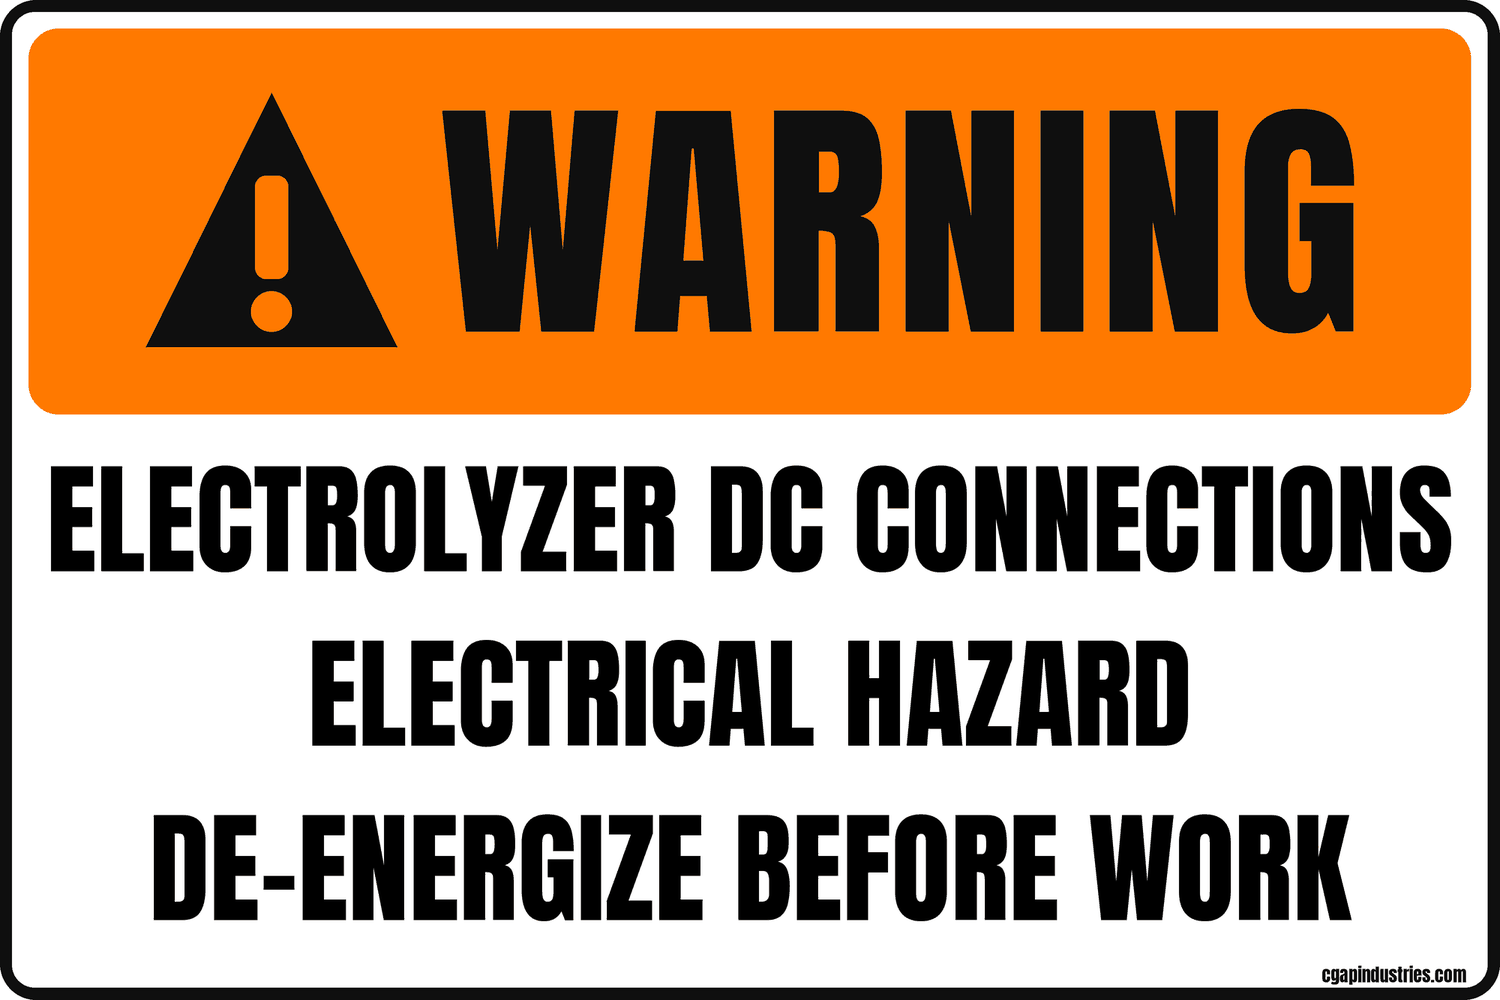 WARNING
ELECTROLYZER DC CONNECTIONS
ELECTRICAL HAZARD
DE-ENERGIZE BEFORE WORK
cgapindustries.com